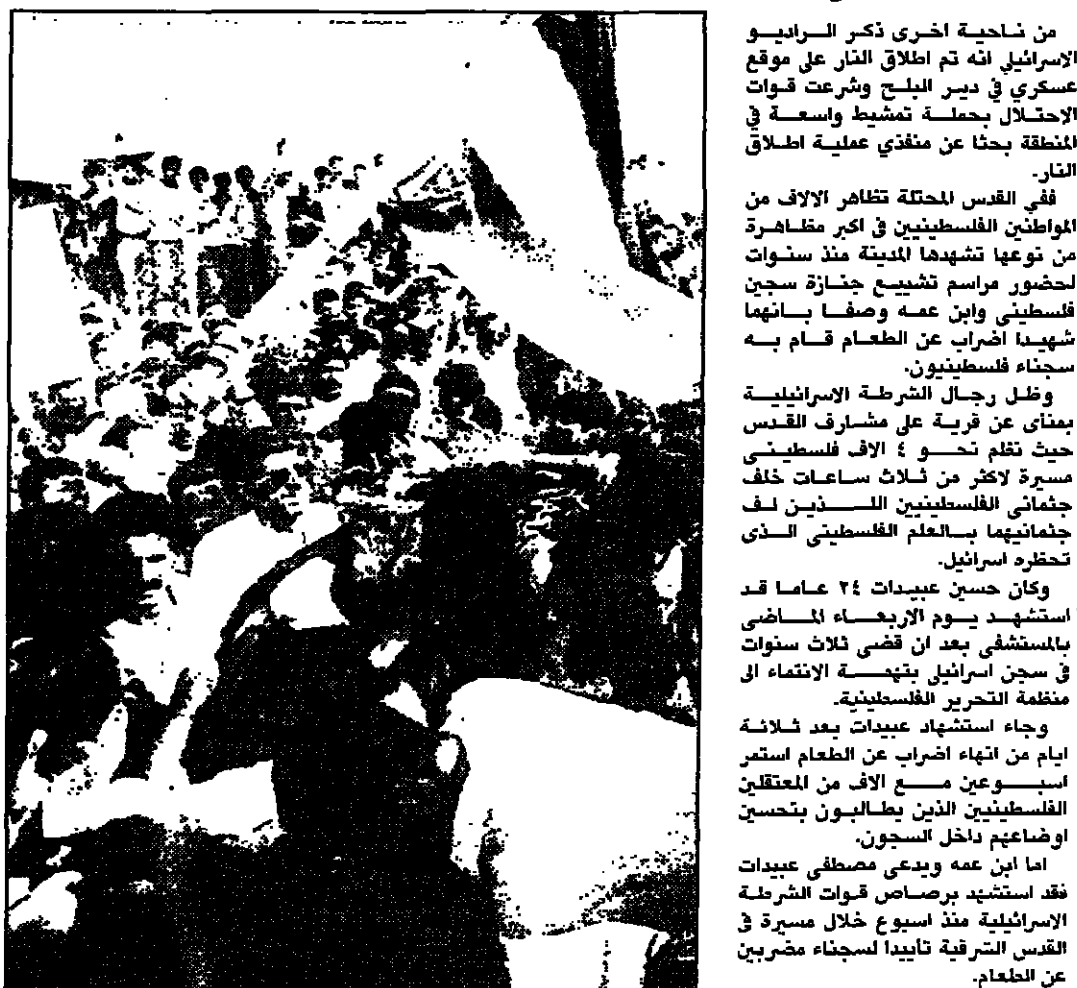 من ناحية اخرى ذكر الراديو
الاسرائيلي انه تم اطلاق النار على موقع
عسكري في دير البلح وشرعت قوات
الاحتلال بحملة تمشيط واسعة في
المنطقة بحثا عن منفذي عملية اطلاق
النار.
ففي القدس المحتلة تظاهر الالاف من
المواطنين الفلسطينيين في اكبر مظاهرة
من نوعها تشهدها المدينة منذ سنوات
لحضور مراسم تشييع جنازة سجين
فلسطيني وابن عمه وصفا بانهما
شهيدا اضراب عن الطعام قام به
سجناء فلسطينيون.
وظل رجال الشرطة الاسرائيلية
بمنأى عن قرية على مشارف القدس
حيث نظم نحو ٤ الاف فلسطيني
مسيرة لاكثر من ثلاث ساعات خلف
جثماني الفلسطينيين اللذين لف
جثمانيهما بالعلم الفلسطيني الذي
تحظره اسرائيل.
وكان حسين عبيدات ٢٤ عاما قد
استشهد يوم الاربعاء الماضي
بالمستشفى بعد ان قضى ثلاث سنوات
في سجن اسرائيلي بتهمة الانتماء الى
منظمة التحرير الفلسطينية.
وجاء استشهاد عبيدات بعد ثلاثة
ايام من انهاء اضراب عن الطعام استمر
اسبوعين مع الاف من المعتقلين
الفلسطينيين الذين يطالبون بتحسين
اوضاعهم داخل السجون.
اما ابن عمه ويدعى مصطفى عبيدات
فقد استشهد برصاص قوات الشرطة
الاسرائيلية منذ اسبوع خلال مسيرة في
القدس الشرقية تأييدا لسجناء مضربين
عن الطعام.